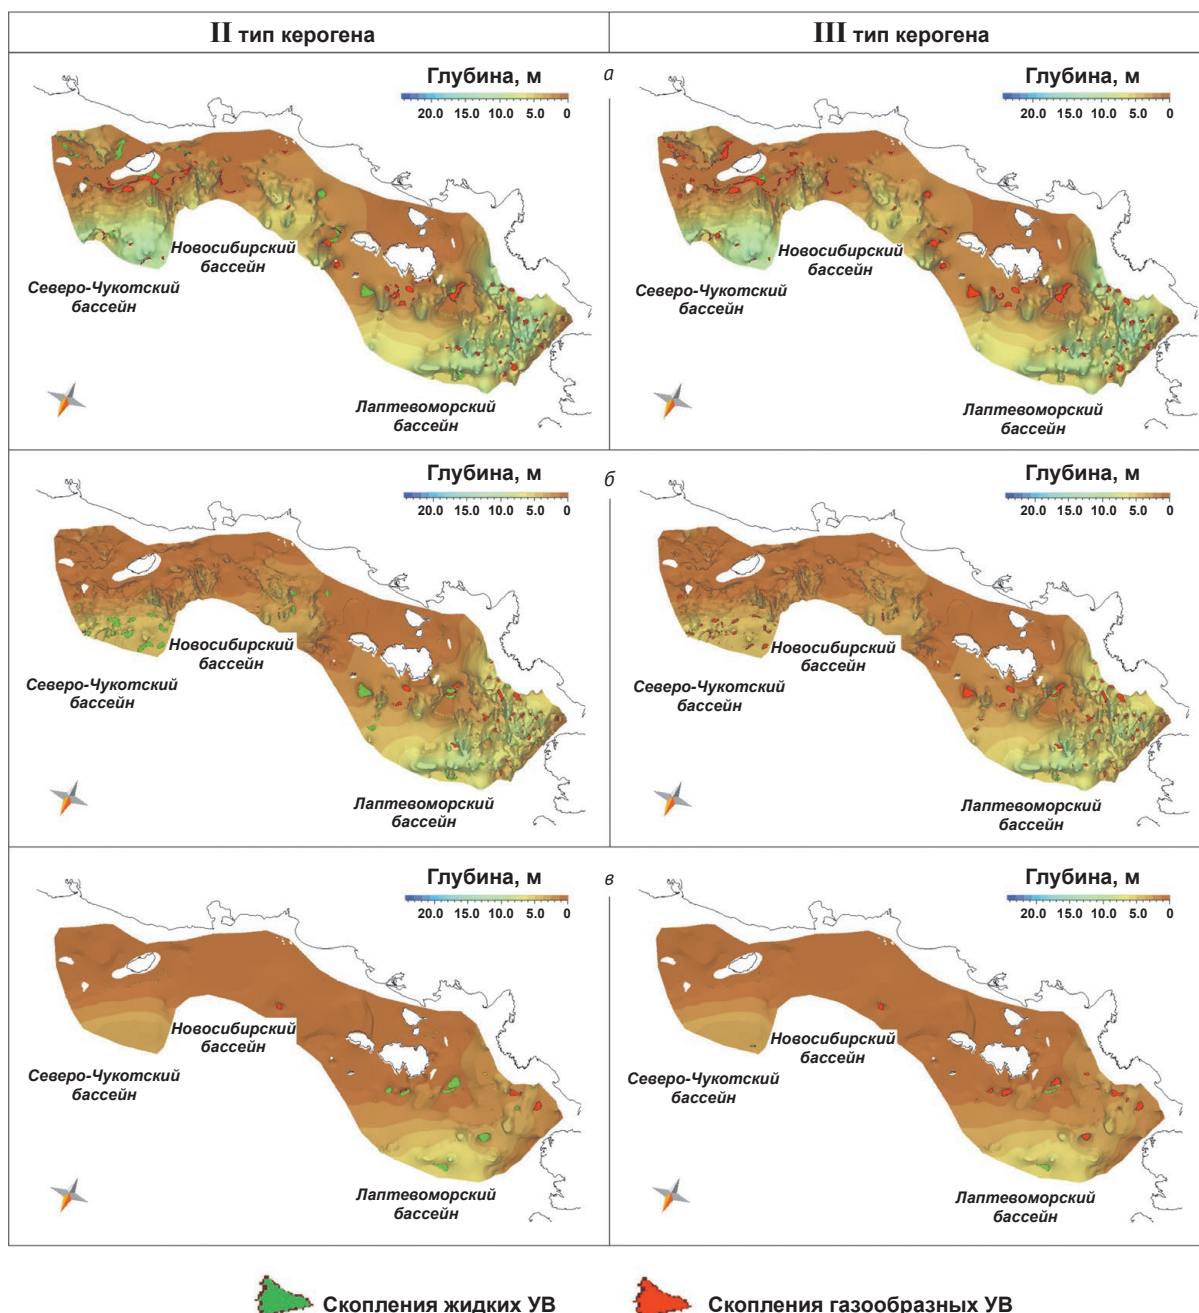 II тип керогена
III тип керогена
а
Глубина, м
20.0 15.0 10.0 5.0 0
Новосибирский
бассейн
Северо-Чукотский
бассейн
Лаптевоморский
бассейн
Глубина, м
20.0 15.0 10.0 5.0 0
Новосибирский
бассейн
Северо-Чукотский
бассейн
Лаптевоморский
бассейн
б
Глубина, м
20.0 15.0 10.0 5.0 0
Новосибирский
бассейн
Северо-Чукотский
бассейн
Лаптевоморский
бассейн
Глубина, м
20.0 15.0 10.0 5.0 0
Новосибирский
бассейн
Северо-Чукотский
бассейн
Лаптевоморский
бассейн
в
Глубина, м
20.0 15.0 10.0 5.0 0
Новосибирский
бассейн
Северо-Чукотский
бассейн
Лаптевоморский
бассейн
Глубина, м
20.0 15.0 10.0 5.0 0
Новосибирский
бассейн
Северо-Чукотский
бассейн
Лаптевоморский
бассейн
Скопления жидких УВ
Скопления газообразных УВ